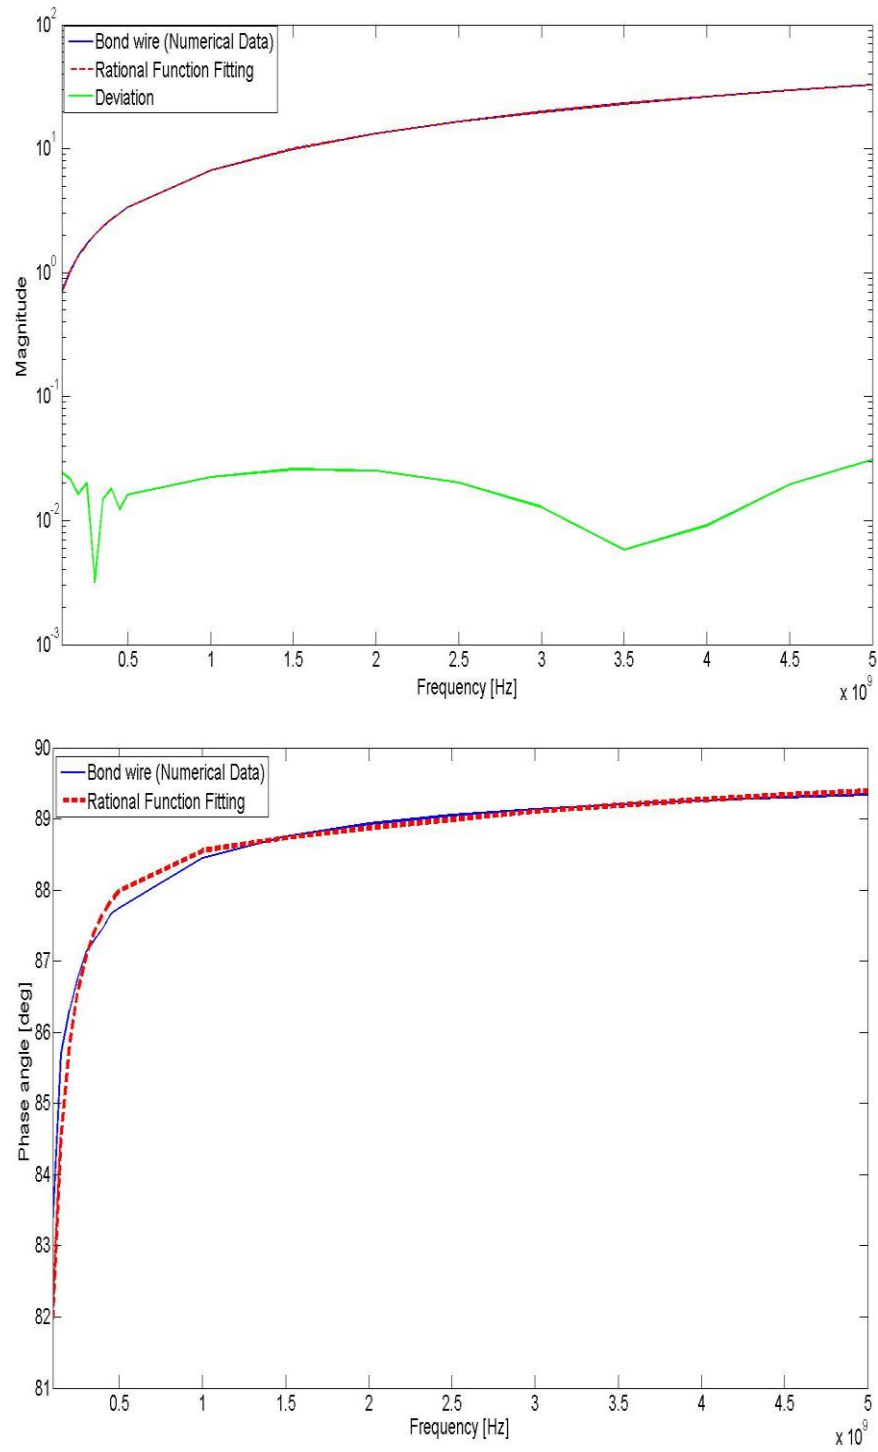 10^2
Bond wire (Numerical Data)
Rational Function Fitting
Deviation
10^1
10^0
Magnitude
10^-1
10^-2
10^-3
0.5 1 1.5 2 2.5 3 3.5 4 4.5 5
Frequency [Hz]
x 10^9
90
Bond wire (Numerical Data)
Rational Function Fitting
89
88
87
86
Phase angle [deg]
85
84
83
82
81
0.5 1 1.5 2 2.5 3 3.5 4 4.5 5
Frequency [Hz]
x 10^9